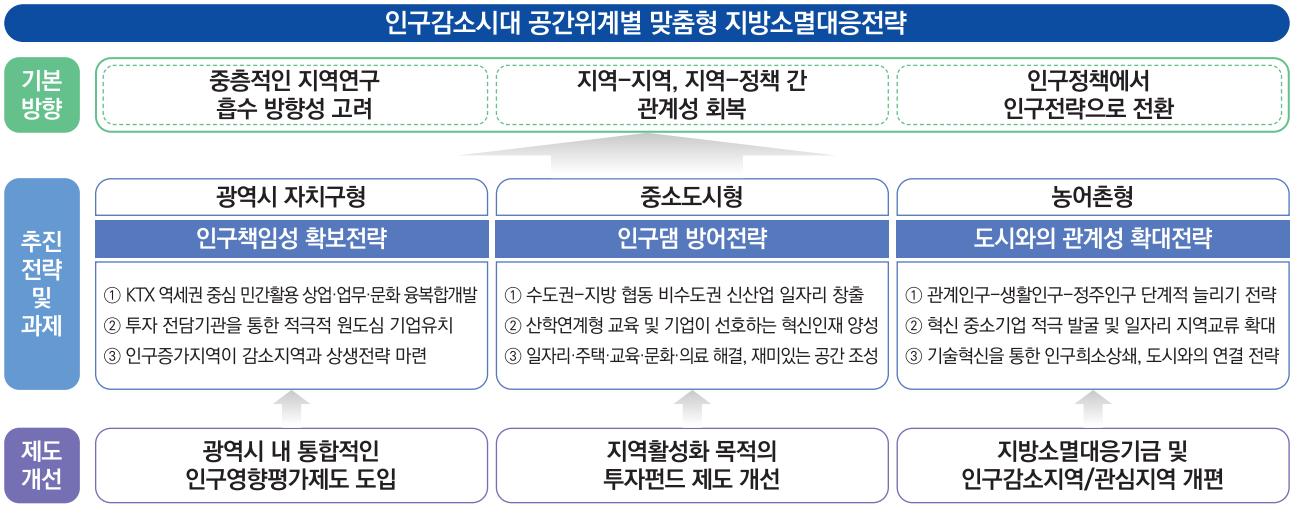 인구감소시대 공간위계별 맞춤형 지방소멸대응전략
기본
방향
중층적인 지역연구
흡수 방향성 고려
지역-지역, 지역-정책 간
관계성 회복
인구정책에서
인구전략으로 전환
추진
전략
및
과제
광역시 자치구형
인구책임성 확보전략
① KTX 역세권 중심 민간활용 상업·업무·문화 융복합개발
② 투자 전담기관을 통한 적극적 원도심 기업유치
③ 인구증가지역이 감소지역과 상생전략 마련
중소도시형
인구댐 방어전략
① 수도권-지방 협동 비수도권 신산업 일자리 창출
② 산학연계형 교육 및 기업이 선호하는 혁신인재 양성
③ 일자리·주택·교육·문화·의료 해결, 재미있는 공간 조성
농어촌형
도시와의 관계성 확대전략
① 관계인구-생활인구-정주인구 단계적 늘리기 전략
② 혁신 중소기업 적극 발굴 및 일자리 지역교류 확대
③ 기술혁신을 통한 인구희소상쇄, 도시와의 연결 전략
제도
개선
광역시 내 통합적인
인구영향평가제도 도입
지역활성화 목적의
투자펀드 제도 개선
지방소멸대응기금 및
인구감소지역/관심지역 개편